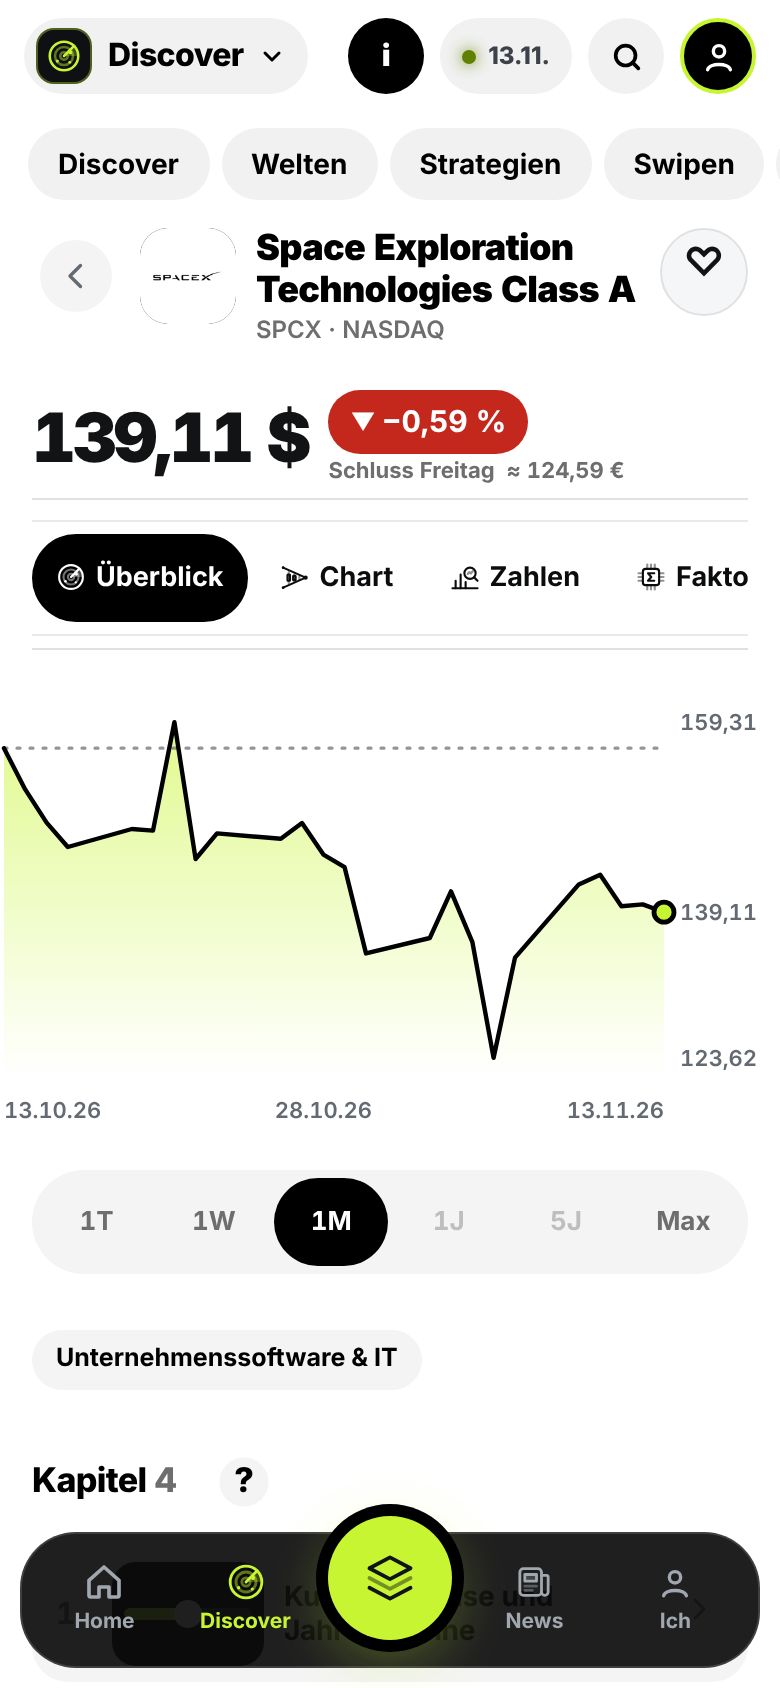 Discover
i
13.11.
Discover
Welten
Strategien
Swipen
SPACEX
Space Exploration
Technologies Class A
SPCX · NASDAQ
139,11 $
▼ −0,59 %
Schluss Freitag ≈ 124,59 €
Überblick
Chart
Zahlen
Fakto
159,31
139,11
123,62
13.10.26
28.10.26
13.11.26
1T
1W
1M
1J
5J
Max
Unternehmenssoftware & IT
Kapitel 4
?
Home
Discover
News
Ich